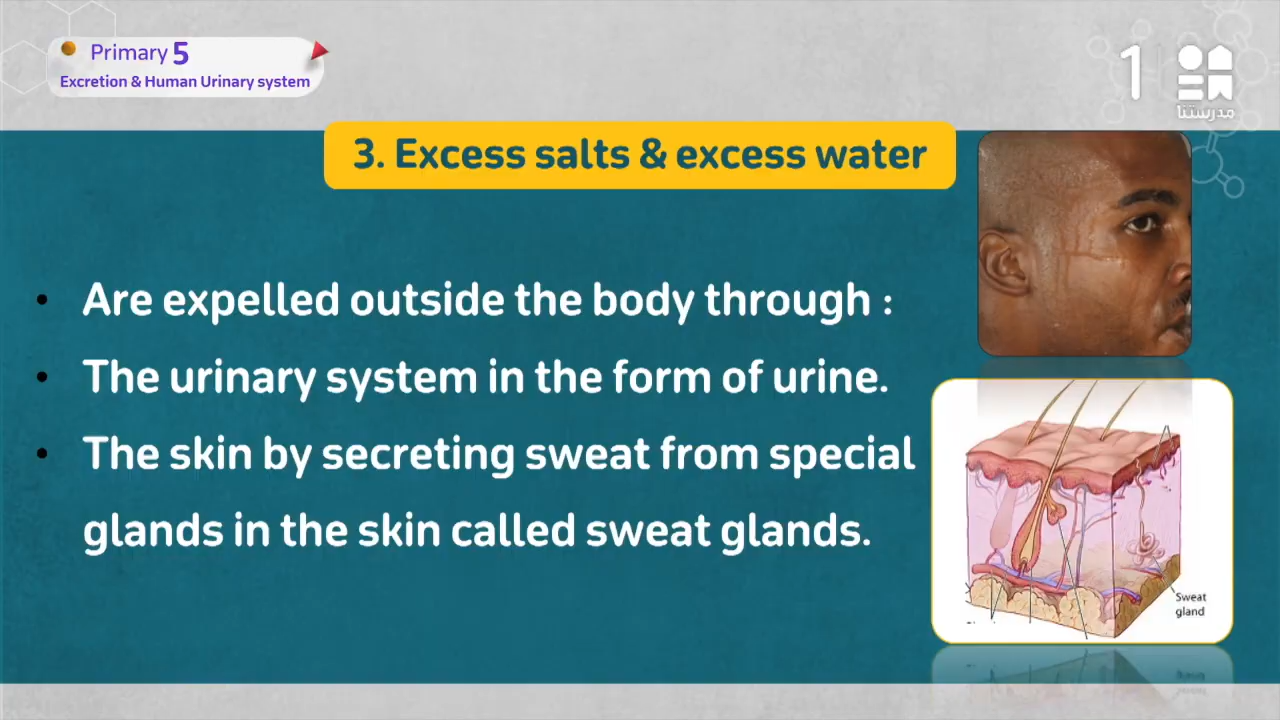 Primary 5
Excretion & Human Urinary system
1
مدرستنا
3. Excess salts & excess water
• Are expelled outside the body through :
• The urinary system in the form of urine.
• The skin by secreting sweat from special
glands in the skin called sweat glands.
Sweat
gland